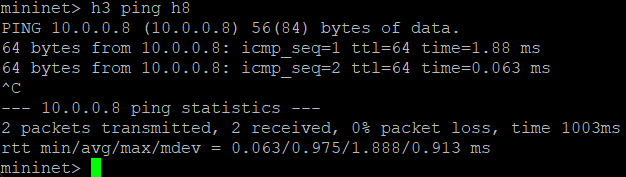 mininet> h3 ping h8
PING 10.0.0.8 (10.0.0.8) 56(84) bytes of data.
64 bytes from 10.0.0.8: icmp_seq=1 ttl=64 time=1.88 ms
64 bytes from 10.0.0.8: icmp_seq=2 ttl=64 time=0.063 ms
^C
--- 10.0.0.8 ping statistics ---
2 packets transmitted, 2 received, 0% packet loss, time 1003ms
rtt min/avg/max/mdev = 0.063/0.975/1.888/0.913 ms
mininet>